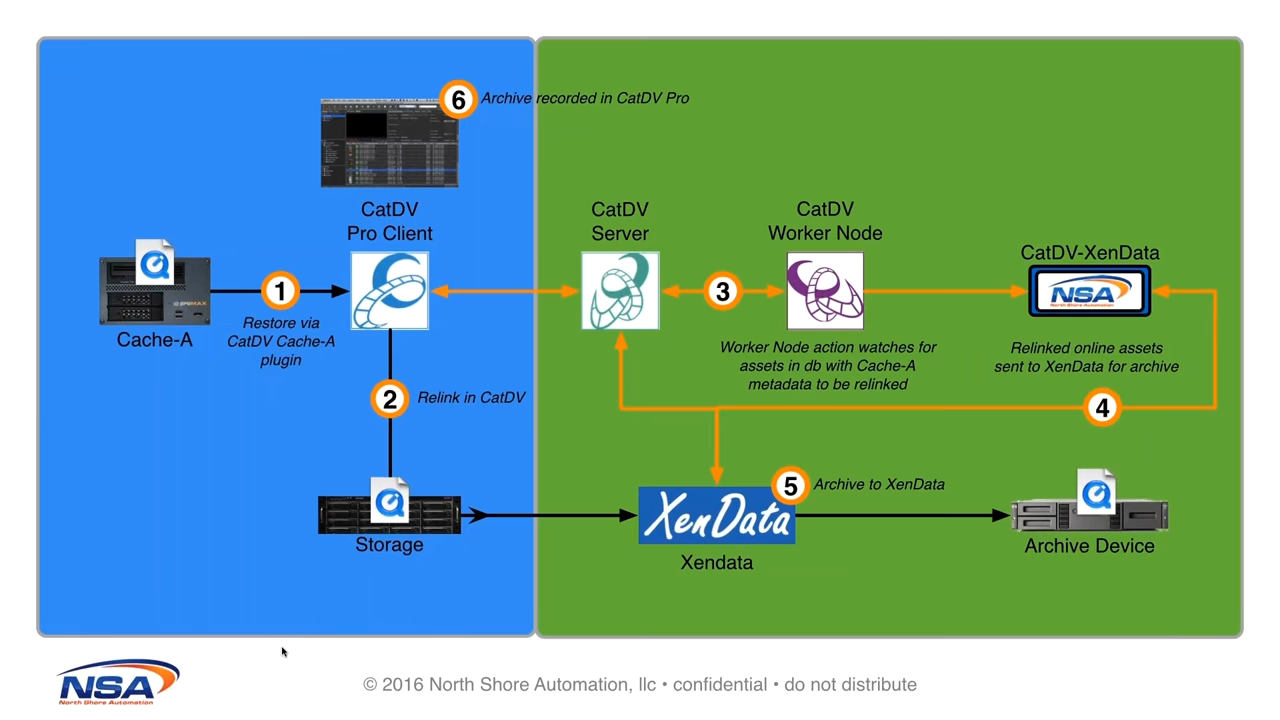 6
Archive recorded in CatDV Pro
CatDV
Pro Client
CatDV
Server
CatDV
Worker Node
CatDV-XenData
NSA
North Shore Automation
Cache-A
1
Restore via
CatDV Cache-A
plugin
3
Worker Node action watches for
assets in db with Cache-A
metadata to be relinked
Relinked online assets
sent to XenData for archive
2
Relink in CatDV
4
5
Archive to XenData
XenData
Storage
Xendata
Archive Device
NSA
North Shore Automation
© 2016 North Shore Automation, llc • confidential • do not distribute